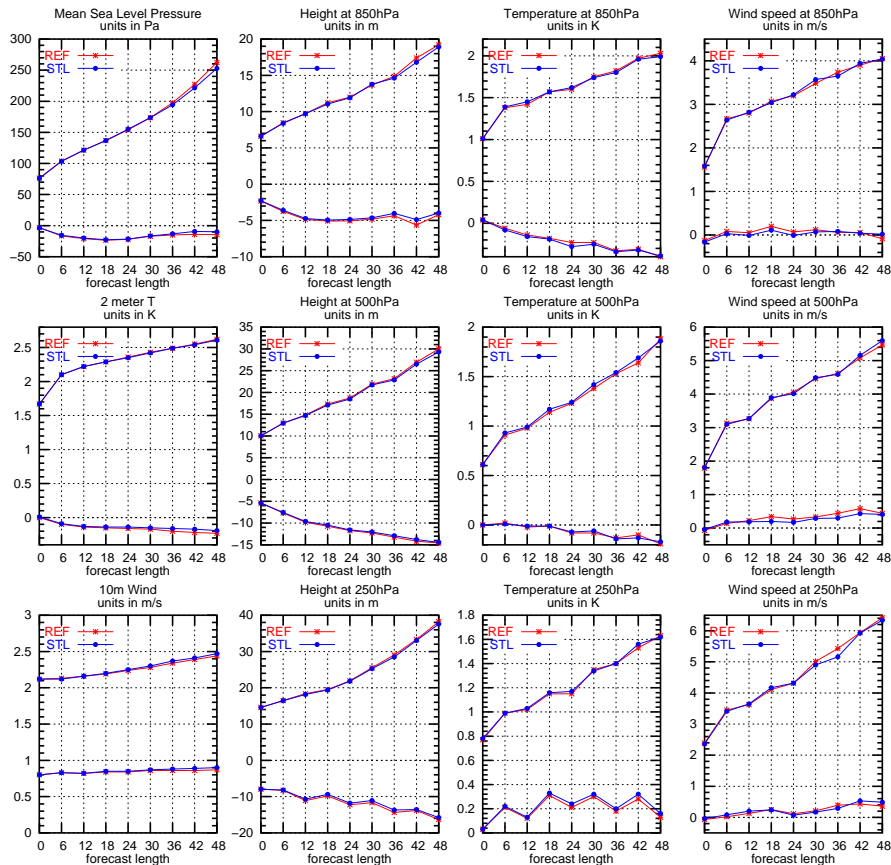 Mean Sea Level Pressure
units in Pa
REF
STL
300
250
200
150
100
50
0
−50
0 6 12 18 24 30 36 42 48
forecast length
Height at 850hPa
units in m
REF
STL
20
15
10
5
0
−5
−10
0 6 12 18 24 30 36 42 48
forecast length
Temperature at 850hPa
units in K
REF
STL
2
1.5
1
0.5
0
0 6 12 18 24 30 36 42 48
forecast length
Wind speed at 850hPa
units in m/s
REF
STL
4
3
2
1
0
0 6 12 18 24 30 36 42 48
forecast length
2 meter T
units in K
REF
STL
2.5
2
1.5
1
0.5
0
0 6 12 18 24 30 36 42 48
forecast length
Height at 500hPa
units in m
REF
STL
35
30
25
20
15
10
5
0
−5
−10
−15
0 6 12 18 24 30 36 42 48
forecast length
Temperature at 500hPa
units in K
REF
STL
2
1.5
1
0.5
0
0 6 12 18 24 30 36 42 48
forecast length
Wind speed at 500hPa
units in m/s
REF
STL
6
5
4
3
2
1
0
0 6 12 18 24 30 36 42 48
forecast length
10m Wind
units in m/s
REF
STL
3
2.5
2
1.5
1
0.5
0
0 6 12 18 24 30 36 42 48
forecast length
Height at 250hPa
units in m
REF
STL
40
30
20
10
0
−10
−20
0 6 12 18 24 30 36 42 48
forecast length
Temperature at 250hPa
units in K
REF
STL
1.8
1.6
1.4
1.2
1
0.8
0.6
0.4
0.2
0
0 6 12 18 24 30 36 42 48
forecast length
Wind speed at 250hPa
units in m/s
REF
STL
6
5
4
3
2
1
0
0 6 12 18 24 30 36 42 48
forecast length